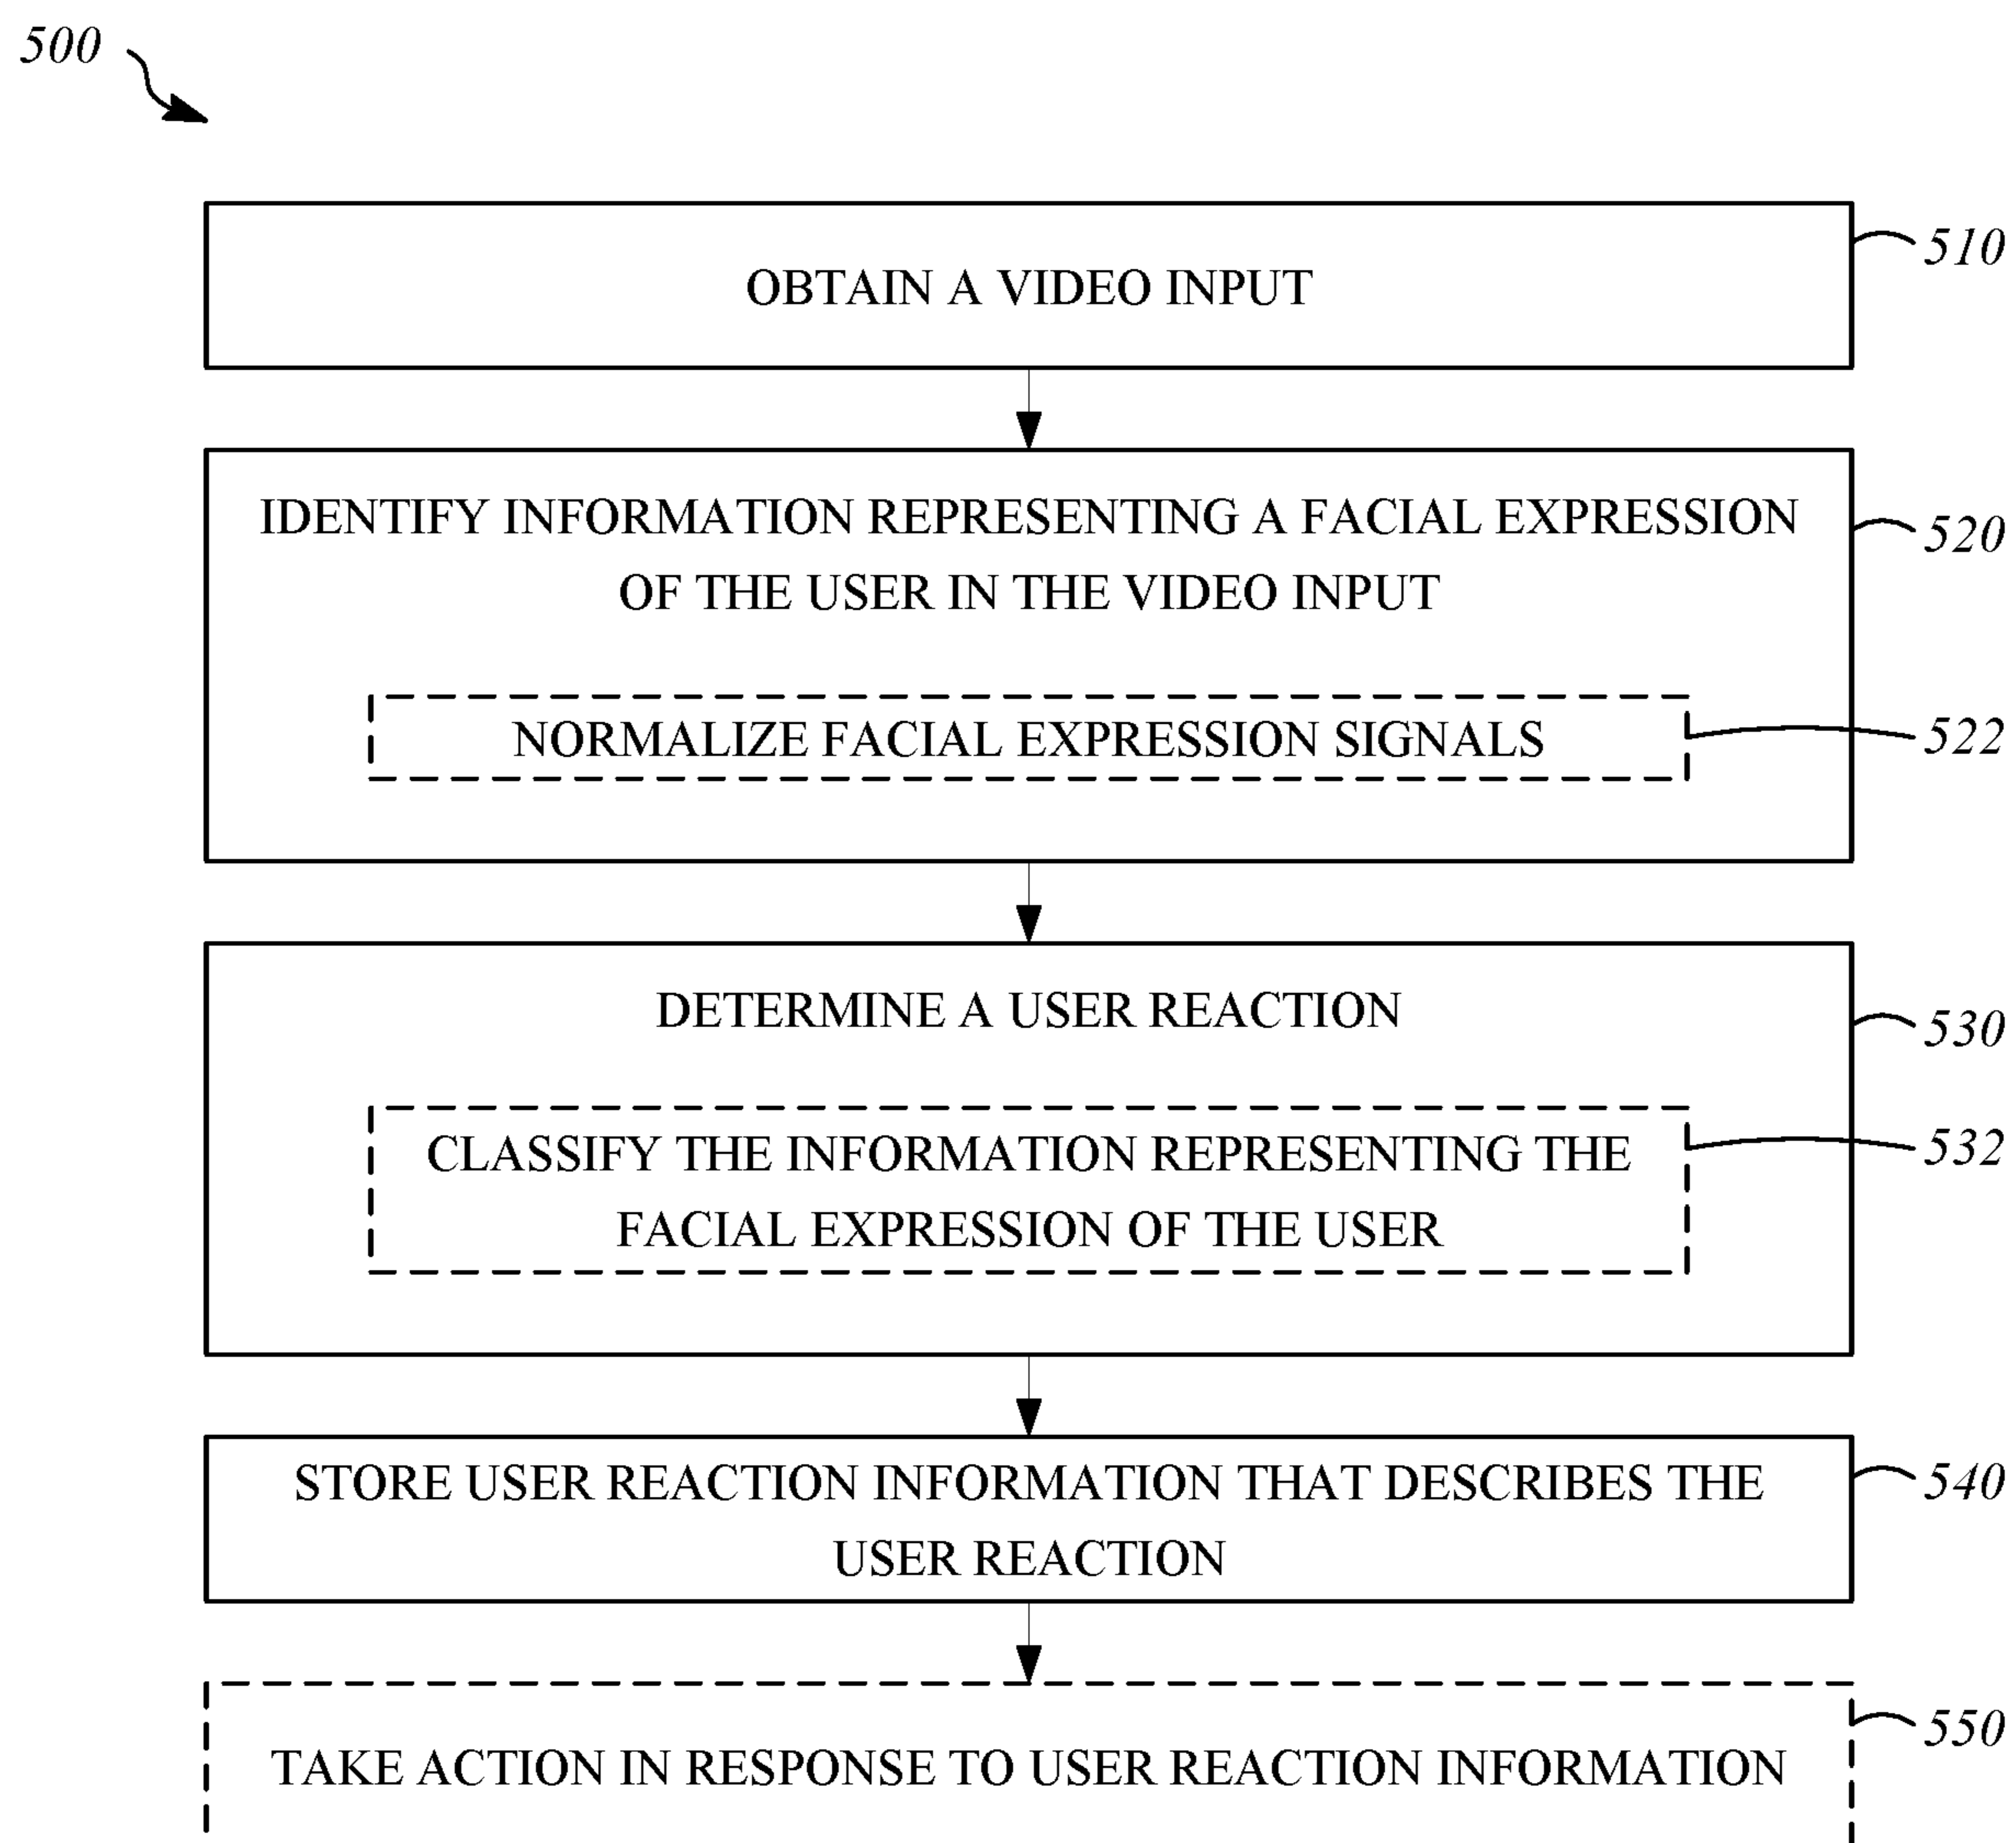 500
OBTAIN A VIDEO INPUT
510
IDENTIFY INFORMATION REPRESENTING A FACIAL EXPRESSION
OF THE USER IN THE VIDEO INPUT
520
NORMALIZE FACIAL EXPRESSION SIGNALS
522
DETERMINE A USER REACTION
530
CLASSIFY THE INFORMATION REPRESENTING THE
FACIAL EXPRESSION OF THE USER
532
STORE USER REACTION INFORMATION THAT DESCRIBES THE
USER REACTION
540
TAKE ACTION IN RESPONSE TO USER REACTION INFORMATION
550